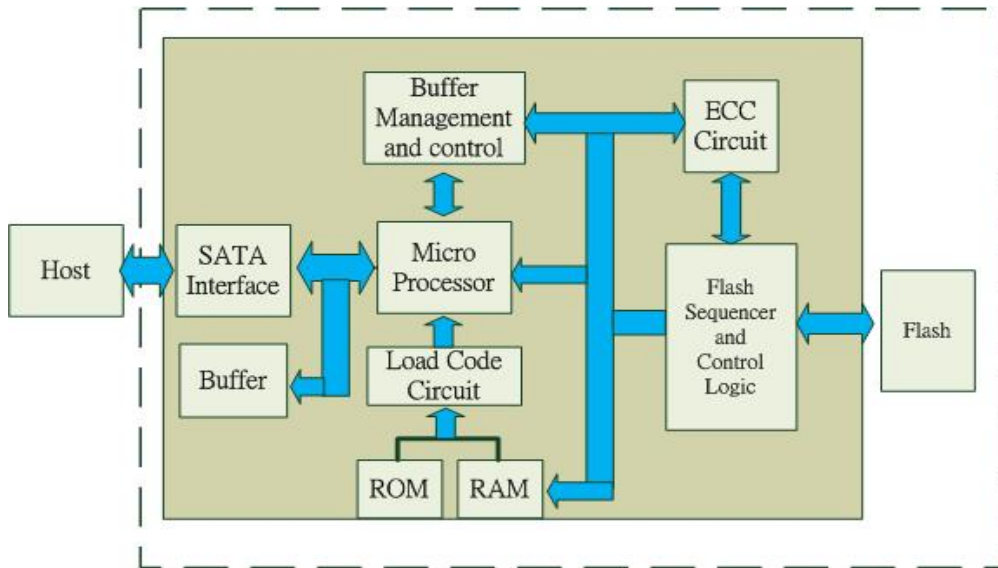 Buffer
Management
and control
ECC
Circuit
Host
SATA
Interface
Micro
Processor
Flash
Sequencer
and
Control
Logic
Flash
Buffer
Load Code
Circuit
ROM
RAM